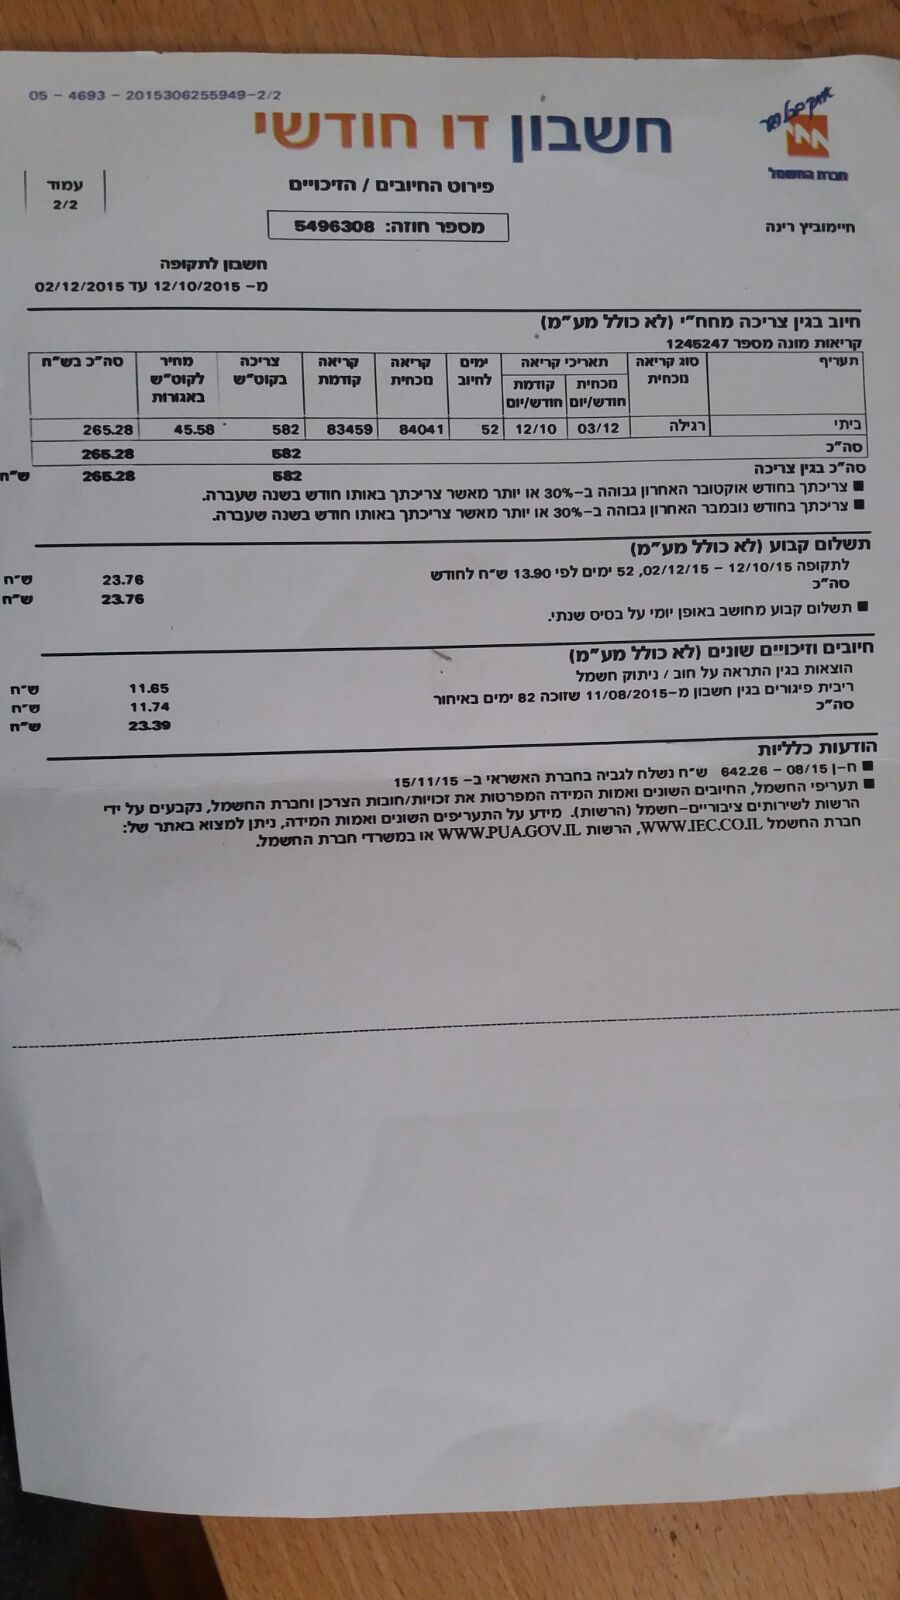 05 - 4693 - 2015306255949-2/2
חשבון דו חודשי
חברת החשמל
פירוט החיובים / הזיכויים
עמוד
2/2
מספר חוזה: 5496308
חיימוביץ רינה
חשבון לתקופה
מ- 12/10/2015 עד 02/12/2015
חיוב בגין צריכה מחח"י (לא כולל מע"מ)
קריאות מונה מספר 1245247
תעריף | סוג קריאה נוכחית | תאריכי קריאה נוכחית חודש/יום | קודמת חודש/יום | ימים לחיוב | קריאה נוכחית | קריאה קודמת | צריכה בקוט"ש | מחיר לקוט"ש באגורות | סה"כ בש"ח
ביתי | רגילה | 03/12 | 12/10 | 52 | 84041 | 83459 | 582 | 45.58 | 265.28
סה"כ 582 265.28
סה"כ בגין צריכה 582 265.28 ש"ח
■ צריכתך בחודש אוקטובר האחרון גבוהה ב-30% או יותר מאשר צריכתך באותו חודש בשנה שעברה.
■ צריכתך בחודש נובמבר האחרון גבוהה ב-30% או יותר מאשר צריכתך באותו חודש בשנה שעברה.
תשלום קבוע (לא כולל מע"מ)
לתקופה 12/10/15 - 02/12/15, 52 ימים לפי 13.90 ש"ח לחודש 23.76 ש"ח
סה"כ 23.76 ש"ח
■ תשלום קבוע מחושב באופן יומי על בסיס שנתי.
חיובים וזיכויים שונים (לא כולל מע"מ)
הוצאות בגין התראה על חוב / ניתוק חשמל 11.65 ש"ח
ריבית פיגורים בגין חשבון מ-11/08/2015 שזוכה 82 ימים באיחור 11.74 ש"ח
סה"כ 23.39 ש"ח
הודעות כלליות
■ ח-ן 08/15 - 642.26 ש"ח נשלח לגביה בחברת האשראי ב- 15/11/15
■ תעריפי החשמל, החיובים השונים ואמות המידה המפרטות את זכויות/חובות הצרכן וחברת החשמל, נקבעים על ידי
הרשות לשירותים ציבוריים-חשמל (הרשות). מידע על התעריפים השונים ואמות המידה, ניתן למצוא באתר של:
חברת החשמל WWW.IEC.CO.IL, הרשות WWW.PUA.GOV.IL או במשרדי חברת החשמל.